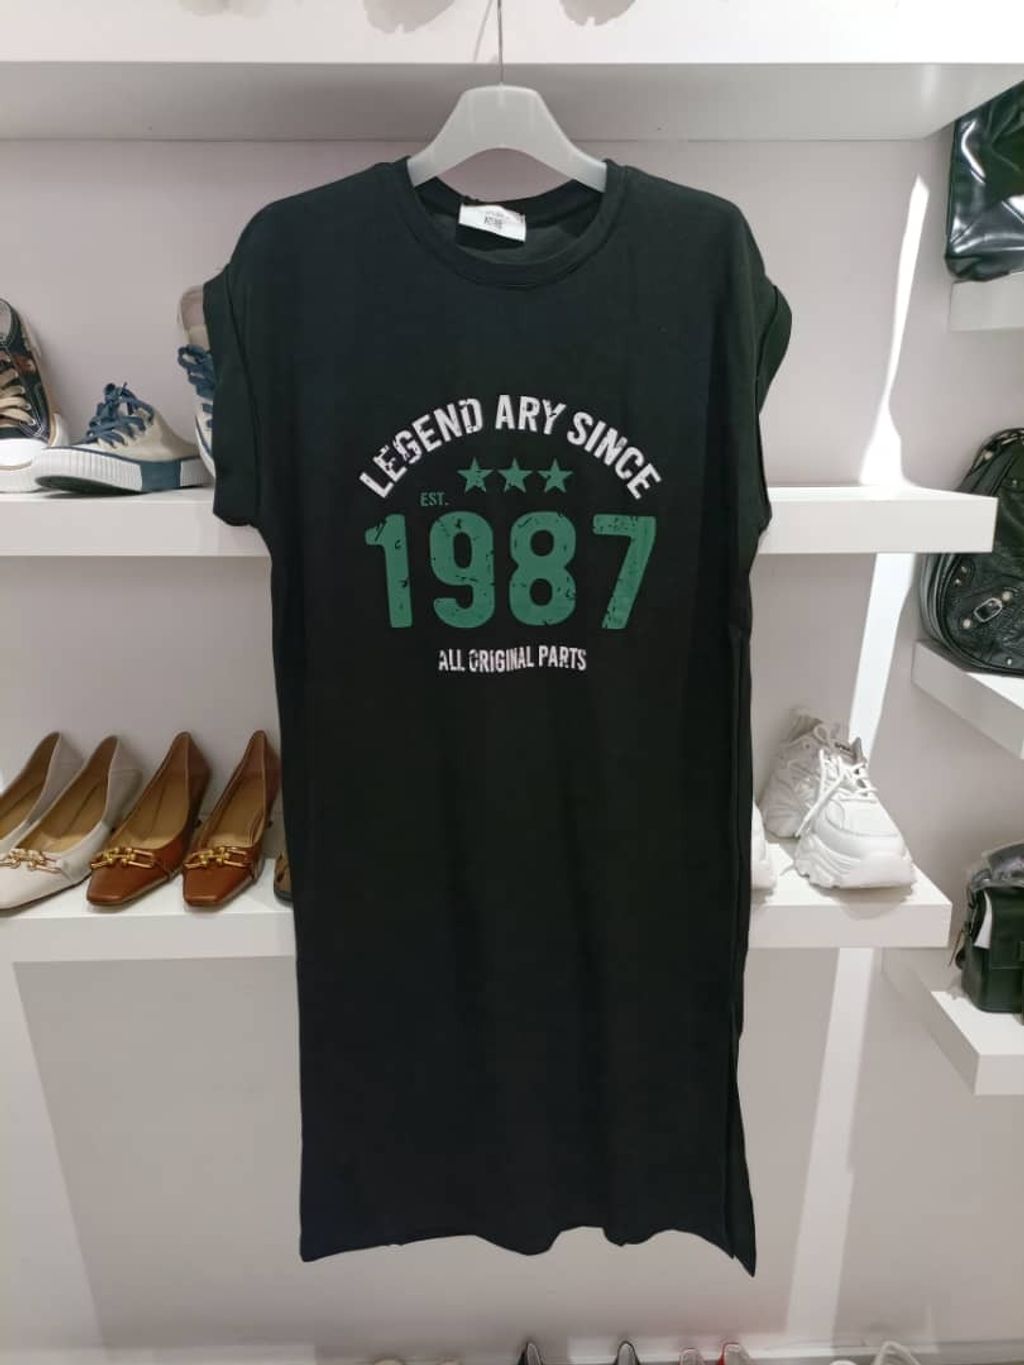 LEGEND ARY SINCE
EST.
1987
ALL ORIGINAL PARTS